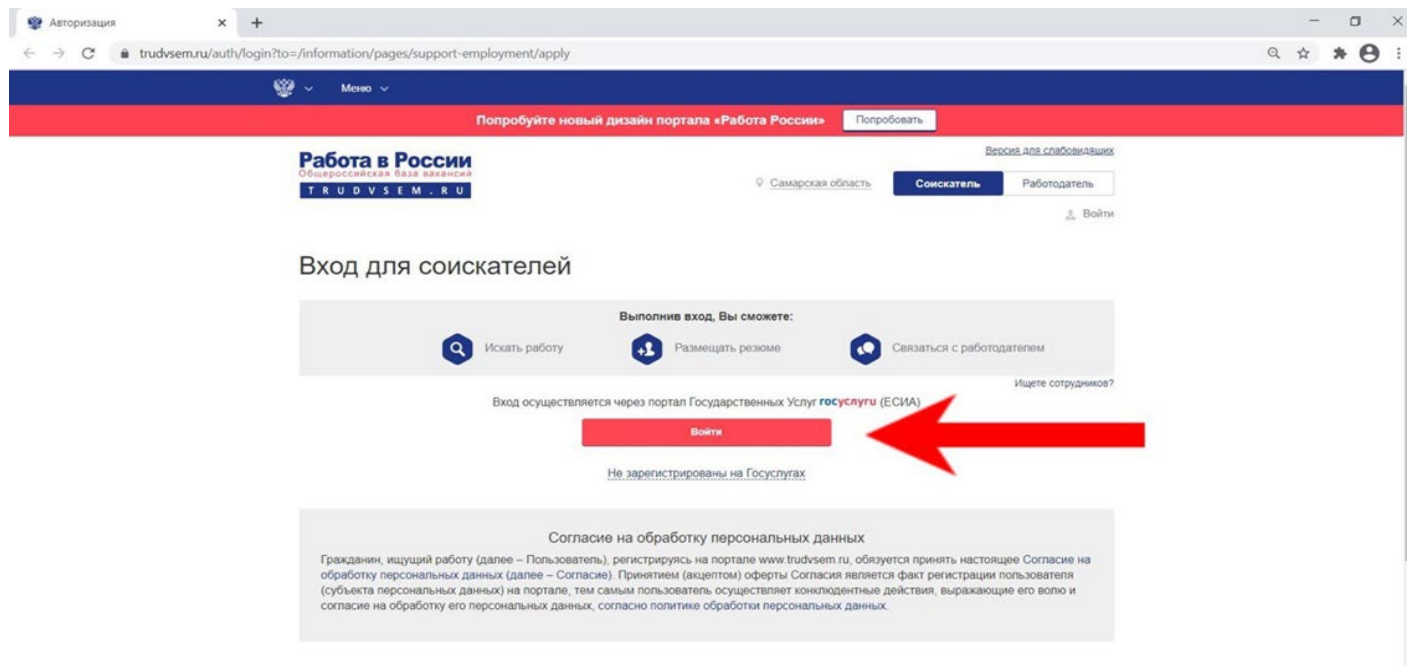 Авторизация
trudvsem.ru/auth/login?to=/information/pages/support-employment/apply
Меню
Попробуйте новый дизайн портала «Работа России» Попробовать
Версия для слабовидящих
Работа в России
Общероссийская база вакансий
TRUDVSEM.RU
Самарская область Соискатель Работодатель
Войти
Вход для соискателей
Выполнив вход, Вы сможете:
Искать работу Размещать резюме Связаться с работодателем
Ищете сотрудников?
Вход осуществляется через портал Государственных Услуг госуслуги (ЕСИА)
Войти
Не зарегистрированы на Госуслугах
Согласие на обработку персональных данных
Гражданин, ищущий работу (далее – Пользователь), регистрируясь на портале www.trudvsem.ru, обязуется принять настоящее Согласие на
обработку персональных данных (далее – Согласие). Принятием (акцептом) оферты Согласия является факт регистрации пользователя
(субъекта персональных данных) на портале, тем самым пользователь осуществляет конклюдентные действия, выражающие его волю и
согласие на обработку его персональных данных, согласно политике обработки персональных данных.